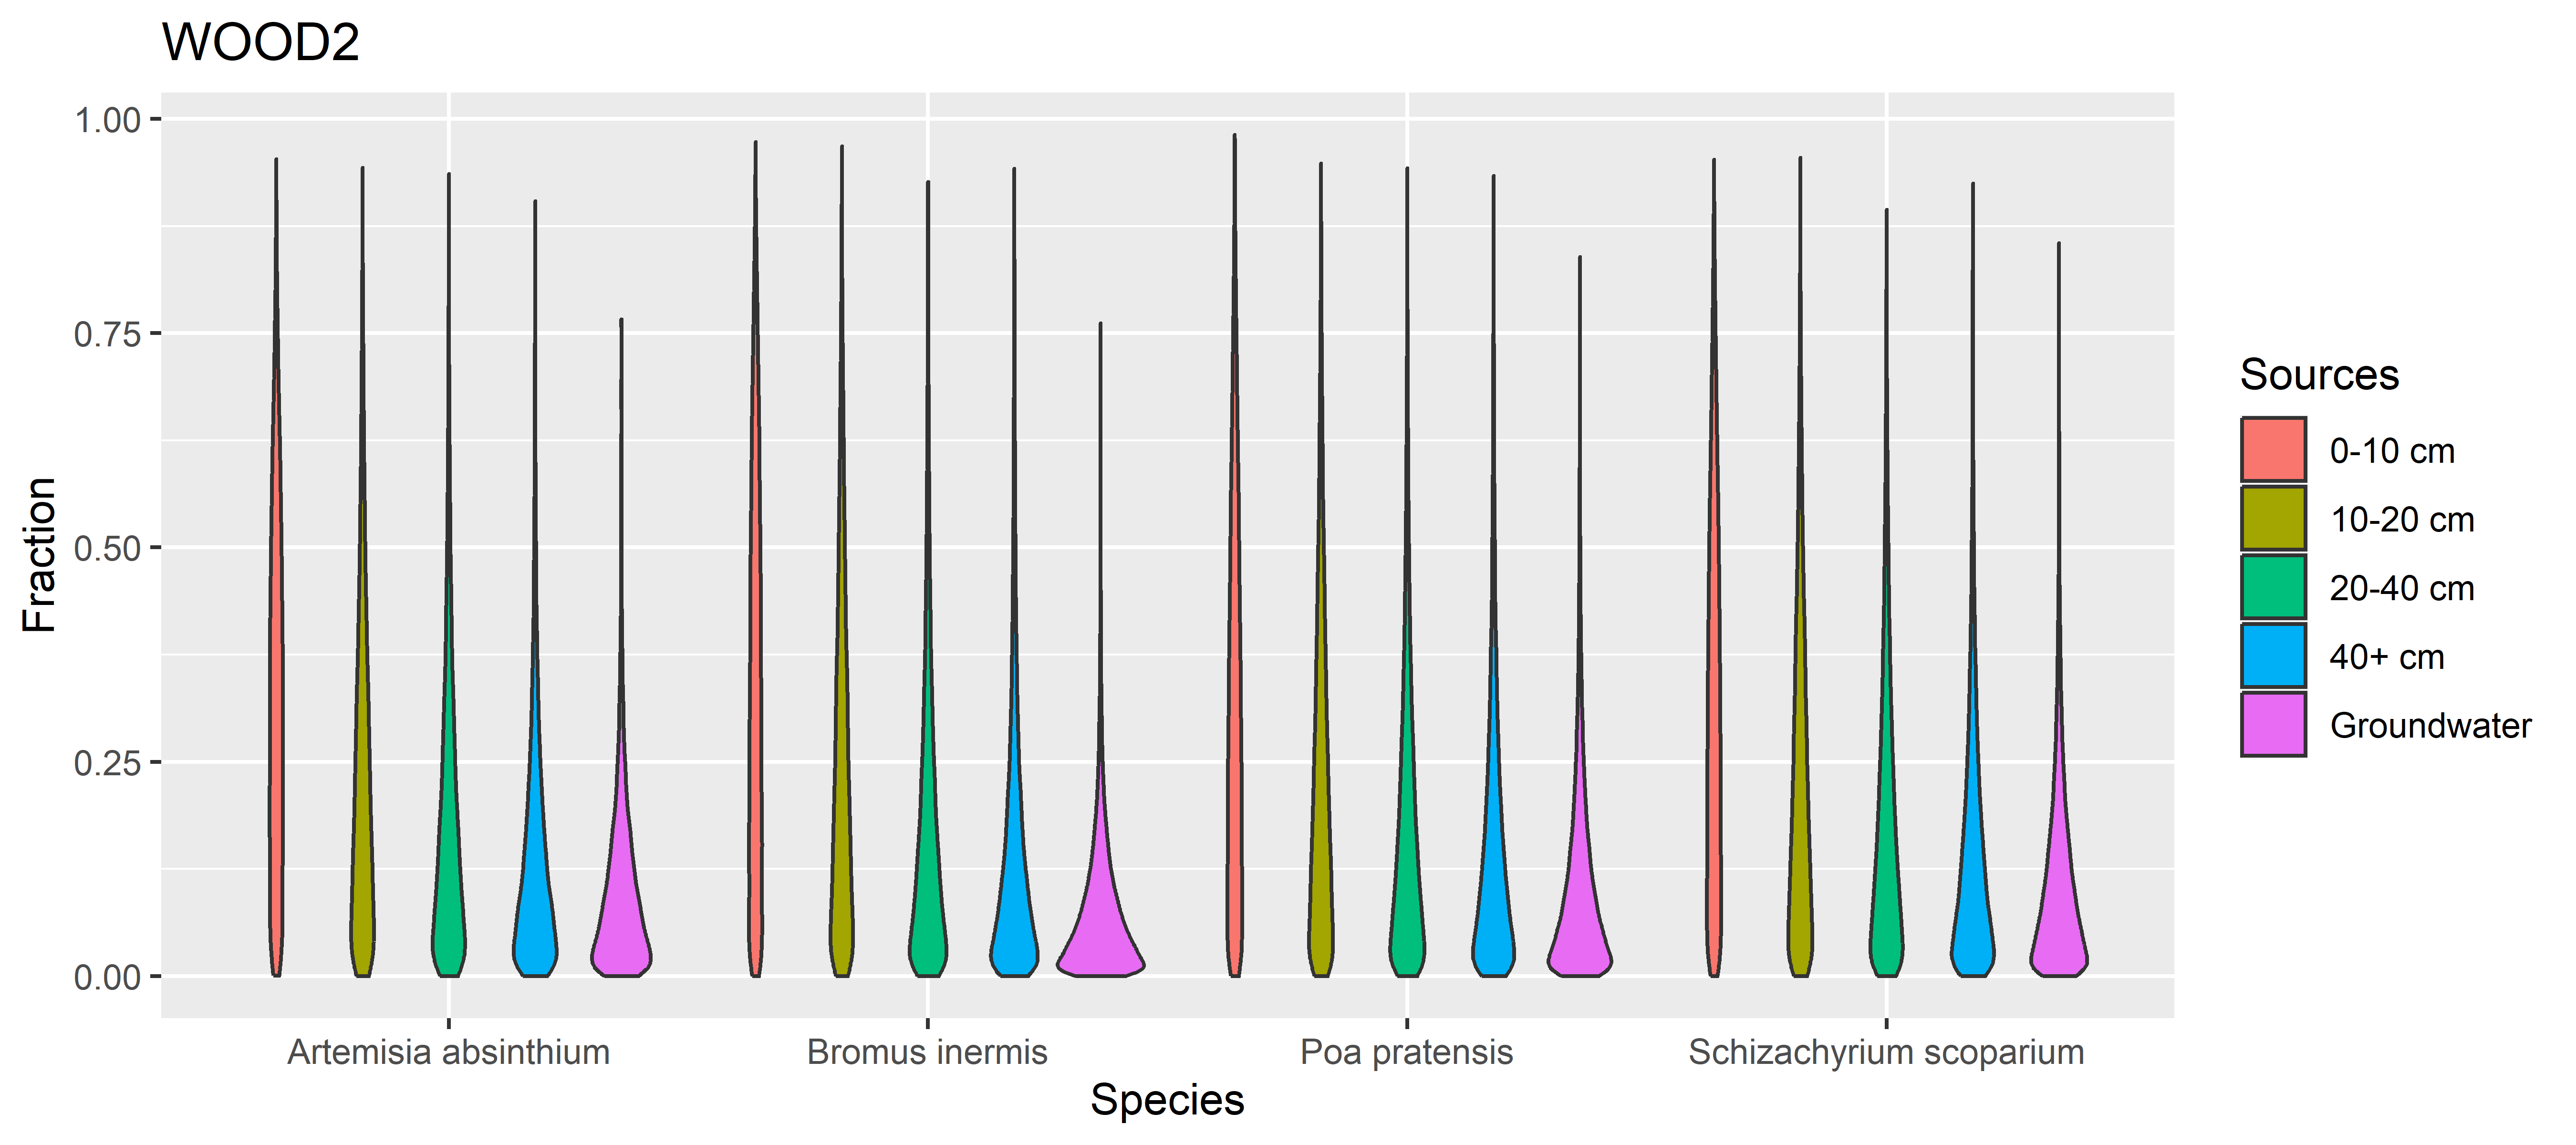 WOOD2
1.00
0.75
0.50
0.25
0.00
Fraction
Artemisia absinthium
Bromus inermis
Poa pratensis
Schizachyrium scoparium
Species
Sources
0-10 cm
10-20 cm
20-40 cm
40+ cm
Groundwater